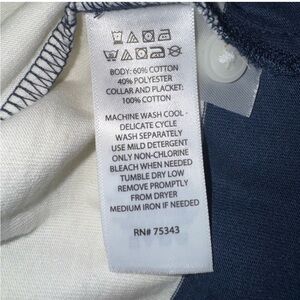 BODY: 60% COTTON
40% POLYESTER
COLLAR AND PLACKET:
100% COTTON
MACHINE WASH COOL -
DELICATE CYCLE
WASH SEPARATELY
USE MILD DETERGENT
ONLY NON-CHLORINE
BLEACH WHEN NEEDED
TUMBLE DRY LOW
REMOVE PROMPTLY
FROM DRYER
MEDIUM IRON IF NEEDED
RN# 75343